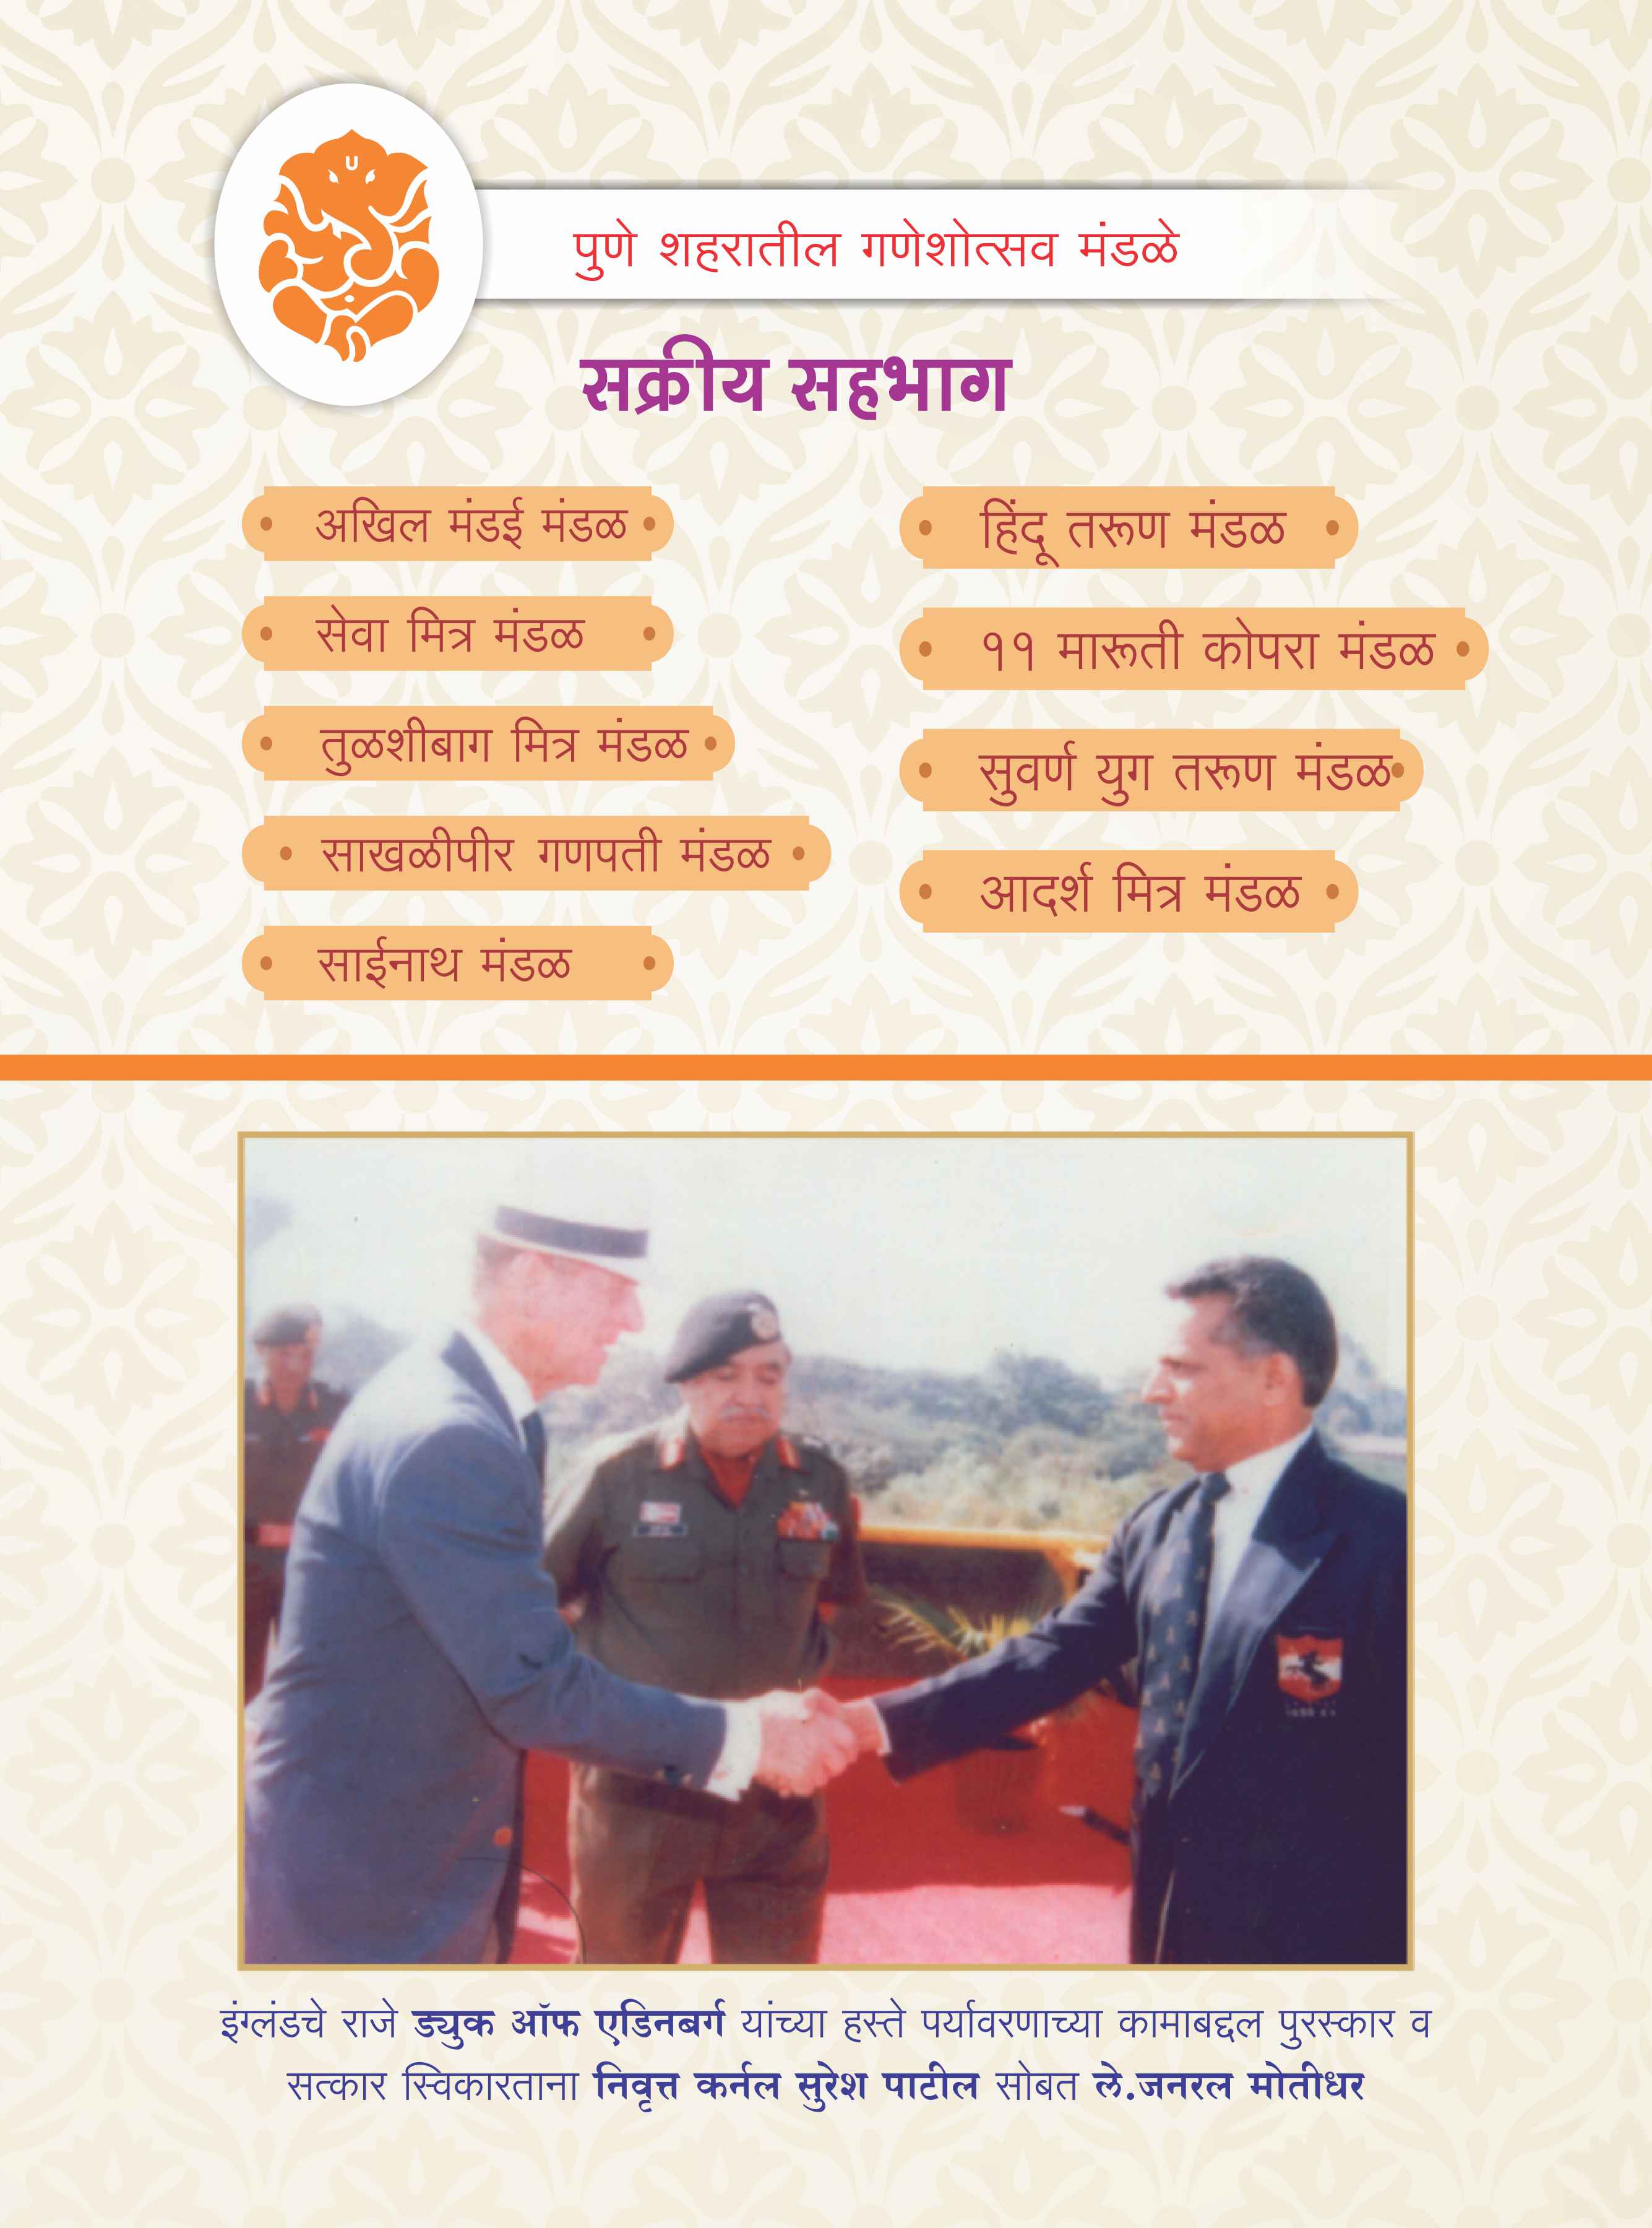 पुणे शहरातील गणेशोत्सव मंडळे
सक्रीय सहभाग
अखिल मंडई मंडळ
सेवा मित्र मंडळ
तुळशीबाग मित्र मंडळ
साखळीपीर गणपती मंडळ
साईनाथ मंडळ
हिंदू तरूण मंडळ
११ मारूती कोपरा मंडळ
सुवर्ण युग तरूण मंडळ
आदर्श मित्र मंडळ
इंग्लंडचे राजे ड्युक ऑफ एडिनबर्ग यांच्या हस्ते पर्यावरणाच्या कामाबद्दल पुरस्कार व
सत्कार स्विकारताना निवृत्त कर्नल सुरेश पाटील सोबत ले.जनरल मोतीधर